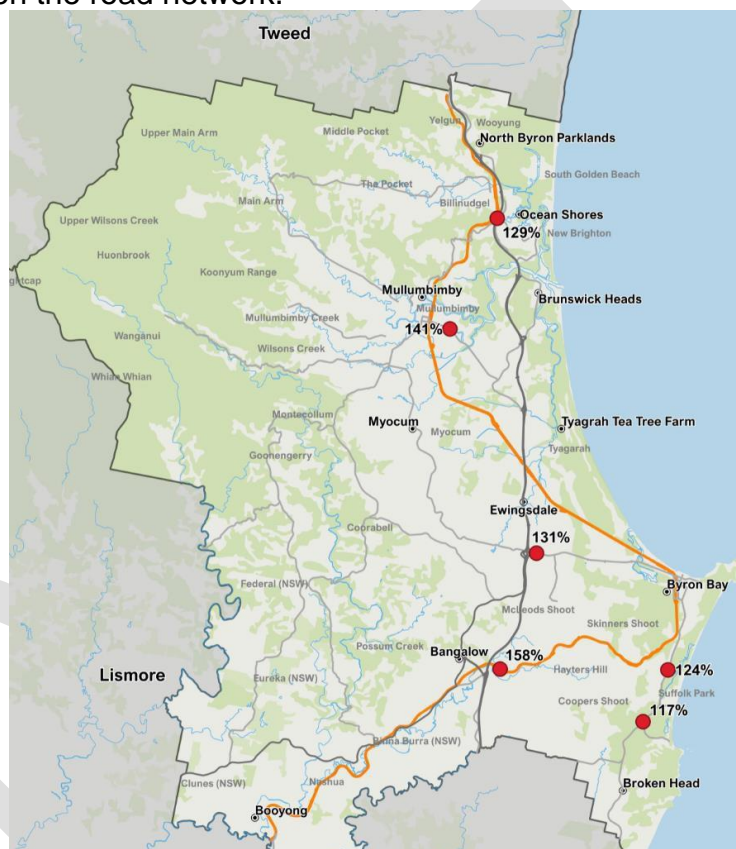 on the road network.
Tweed
Yelgun
Wooyung
Upper Main Arm
Middle Pocket
North Byron Parklands
South Golden Beach
The Pocket
Main Arm
Billinudgel
Ocean Shores
Upper Wilsons Creek
129%
New Brighton
Huonbrook
Koonyum Range
Mullumbimby
Brunswick Heads
Mullumbimby
Mullumbimby Creek
141%
Wanganui
Wilsons Creek
Whian Whian
Montecollum
Myocum
Tyagrah Tea Tree Farm
Myocum
Tyagarah
Goonengerry
Ewingsdale
Coorabell
131%
Federal (NSW)
Byron Bay
McLeods Shoot
Skinners Shoot
Possum Creek
Bangalow
158%
Lismore
Eureka (NSW)
Hayters Hill
124%
Suffolk Park
Coopers Shoot
117%
Binna Burra (NSW)
Clunes (NSW)
Nashua
Broken Head
Booyong